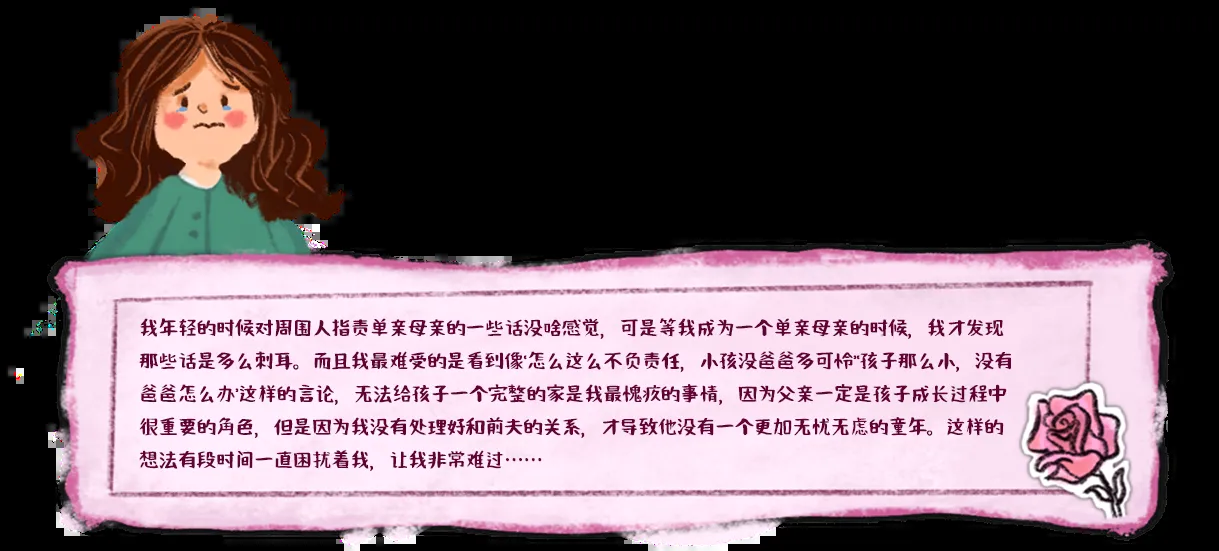 我年轻的时候对周围人指责单亲母亲的一些话没啥感觉，可是等我成为一个单亲母亲的时候，我才发现
那些话是多么刺耳。而且我最难受的是看到像“怎么这么不负责任，小孩没爸爸多可怜”“孩子那么小，没有
爸爸怎么办”这样的言论，无法给孩子一个完整的家是我最愧疚的事情，因为父亲一定是孩子成长过程中
很重要的角色，但是因为我没有处理好和前夫的关系，才导致他没有一个更加无忧无虑的童年。这样的
想法有段时间一直困扰着我，让我非常难过……